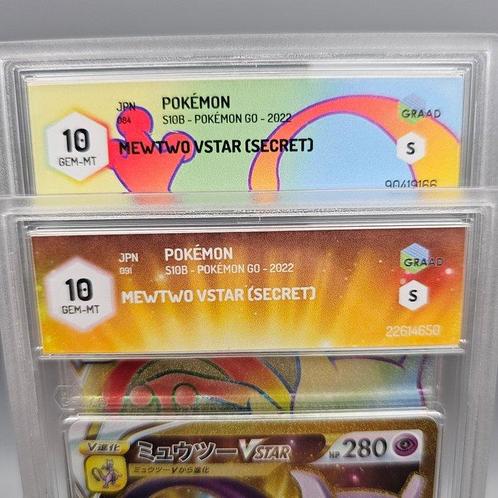 JPN
084
POKÉMON
S10B - POKÉMON GO - 2022
MEWTWO VSTAR (SECRET)
10
GEM-MT
GRAAD
S
90419166
JPN
091
POKÉMON
S10B - POKÉMON GO - 2022
MEWTWO VSTAR (SECRET)
10
GEM-MT
GRAAD
S
22614650
V進化
ミュウツーVSTAR
HP 280
ミュウツーVから進化